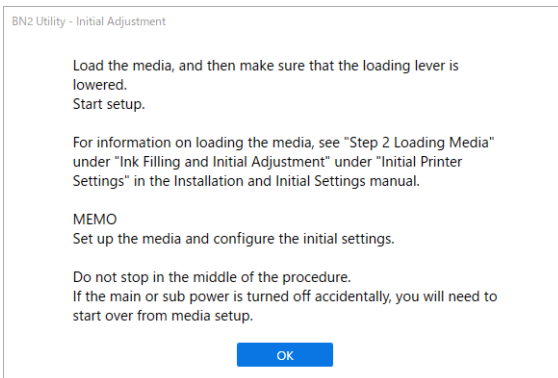 BN2 Utility - Initial Adjustment
Load the media, and then make sure that the loading lever is
lowered.
Start setup.
For information on loading the media, see "Step 2 Loading Media"
under "Ink Filling and Initial Adjustment" under "Initial Printer
Settings" in the Installation and Initial Settings manual.
MEMO
Set up the media and configure the initial settings.
Do not stop in the middle of the procedure.
If the main or sub power is turned off accidentally, you will need to
start over from media setup.
OK